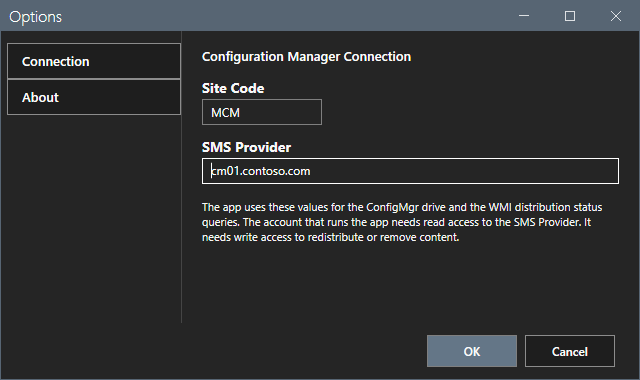 Options
Connection
About
Configuration Manager Connection
Site Code
MCM
SMS Provider
cm01.contoso.com
The app uses these values for the ConfigMgr drive and the WMI distribution status
queries. The account that runs the app needs read access to the SMS Provider. It
needs write access to redistribute or remove content.
OK
Cancel